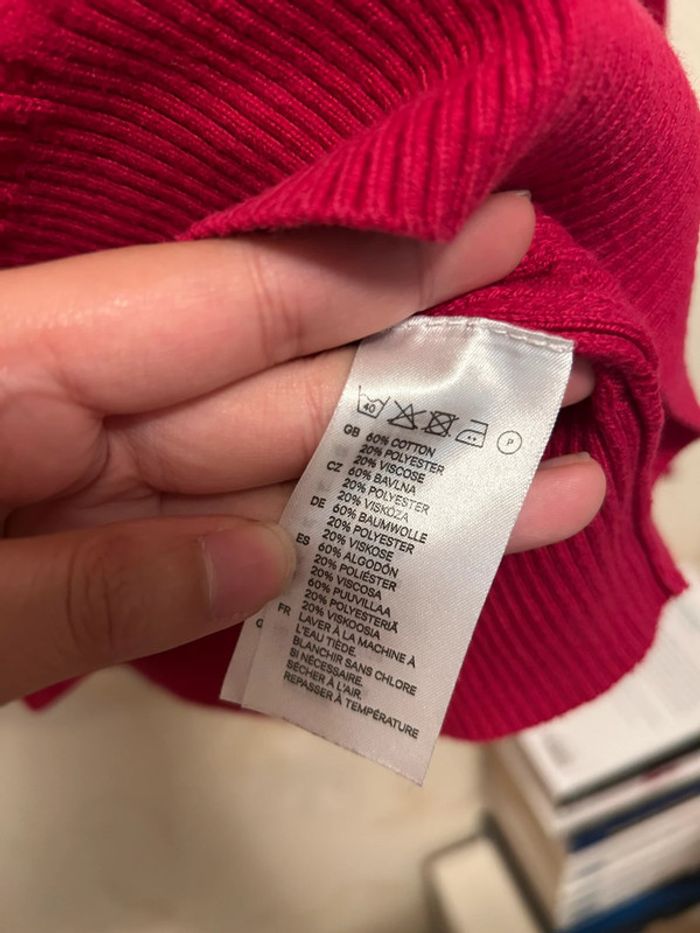 40
P
GB 60% COTTON
20% POLYESTER
20% VISCOSE
CZ 60% BAVLNA
20% POLYESTER
20% VISKÓZA
DE 60% BAUMWOLLE
20% POLYESTER
20% VISKOSE
ES 60% ALGODÓN
20% POLIÉSTER
20% VISCOSA
60% PUUVILLAA
20% POLYESTERIÄ
20% VISKOOSIA
FR LAVER À LA MACHINE À
L'EAU TIÈDE.
BLANCHIR SANS CHLORE
SI NÉCESSAIRE.
SÉCHER À L'AIR.
REPASSER À TEMPÉRATURE